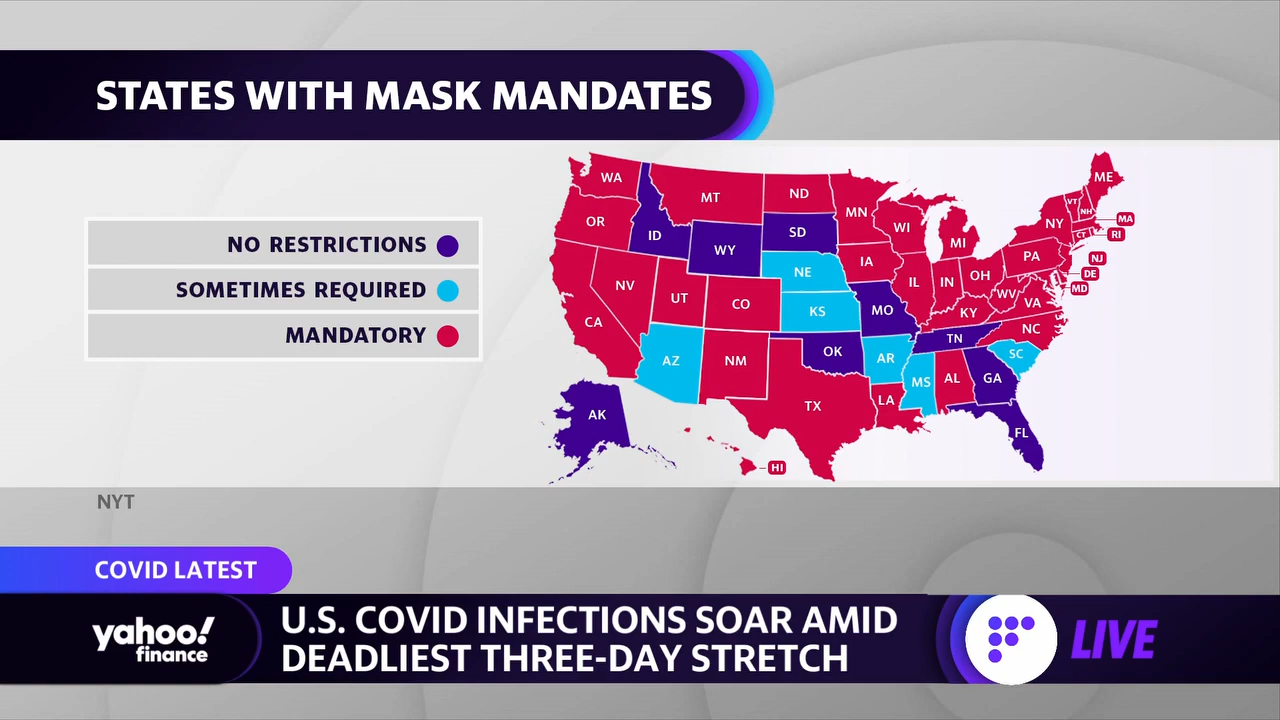 STATES WITH MASK MANDATES
NO RESTRICTIONS
SOMETIMES REQUIRED
MANDATORY
WA
MT
ND
MN
ME
OR
ID
WY
SD
WI
MI
NY
VT
NH
MA
CT
RI
NV
UT
CO
NE
IA
IL
IN
OH
PA
NJ
DE
MD
CA
KS
MO
KY
WV
VA
NC
AZ
NM
OK
AR
TN
SC
MS
AL
GA
TX
LA
FL
AK
HI
NYT
COVID LATEST
yahoo!
finance
U.S. COVID INFECTIONS SOAR AMID
DEADLIEST THREE-DAY STRETCH
LIVE